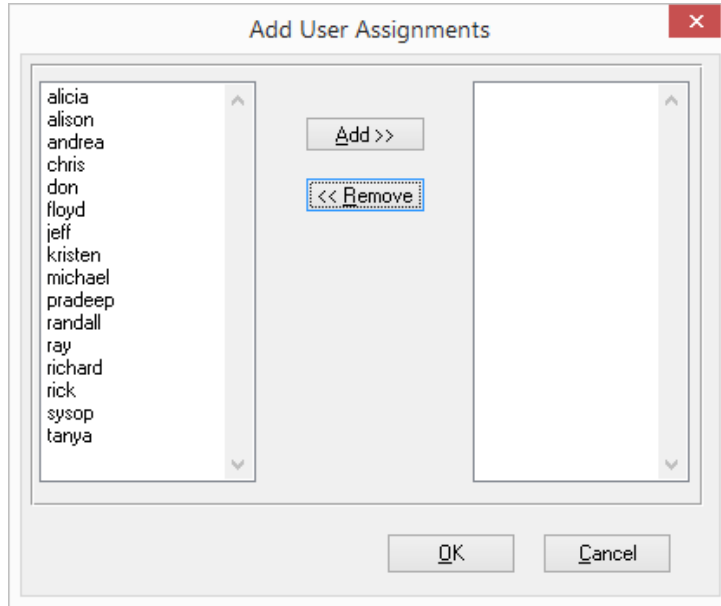 Add User Assignments
alicia
alison
andrea
chris
don
floyd
jeff
kristen
michael
pradeep
randall
ray
richard
rick
sysop
tanya
Add >>
<< Remove
OK
Cancel